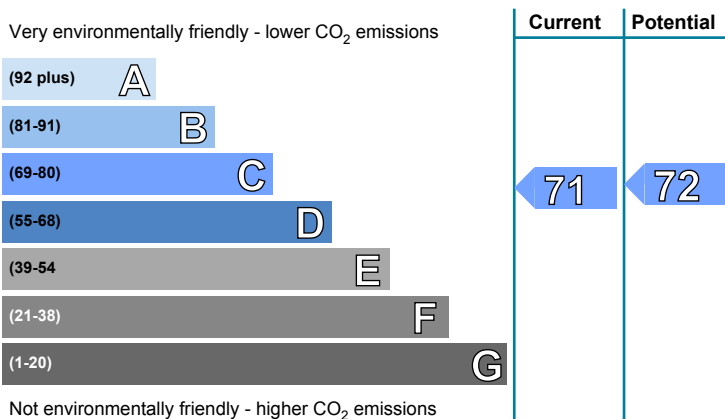 Very environmentally friendly - lower CO₂ emissions
Current
Potential
(92 plus) A
(81-91) B
(69-80) C
(55-68) D
(39-54 E
(21-38) F
(1-20) G
71
72
Not environmentally friendly - higher CO₂ emissions